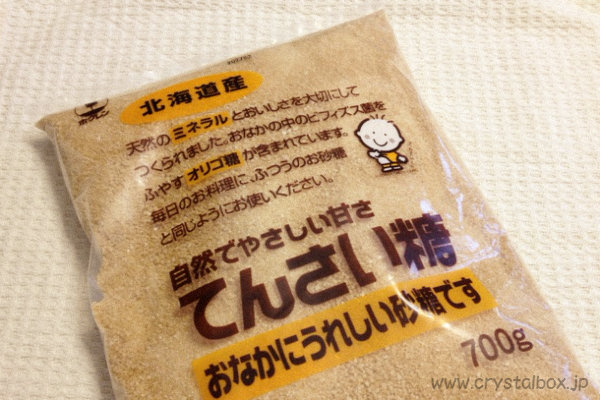 ホクレン
北海道産
天然のミネラルとおいしさを大切にして
つくられました。おなかの中のビフィズス菌を
ふやすオリゴ糖が含まれています。
毎日のお料理に、ふつうのお砂糖
と同じようにお使いください。
自然でやさしい甘さ
てんさい糖
おなかにうれしい砂糖です
700g
www.crystalbox.jp